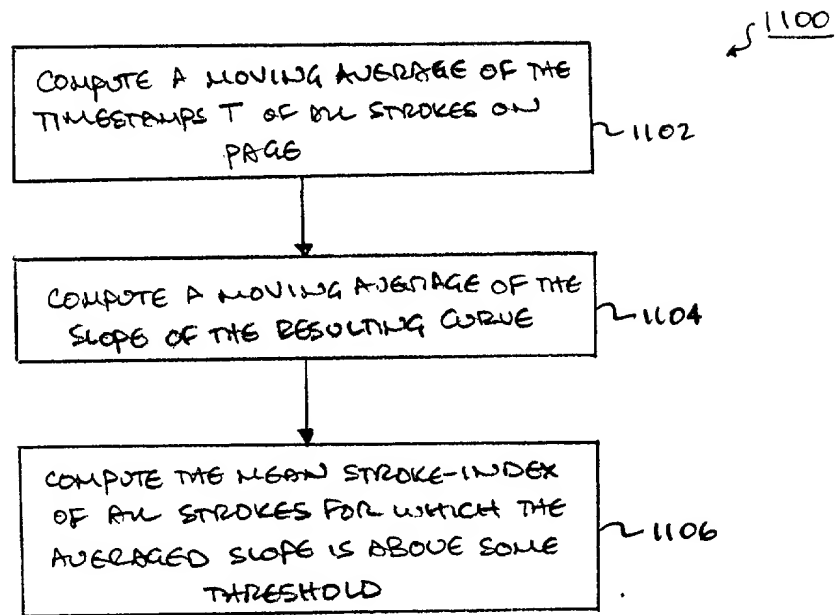 1100
COMPUTE A MOVING AVERAGE OF THE
TIMESTAMPS T OF ALL STROKES ON
PAGE
1102
COMPUTE A MOVING AVERAGE OF THE
SLOPE OF THE RESULTING CURVE
1104
COMPUTE THE MEAN STROKE-INDEX
OF ALL STROKES FOR WHICH THE
AVERAGED SLOPE IS ABOVE SOME
THRESHOLD
1106